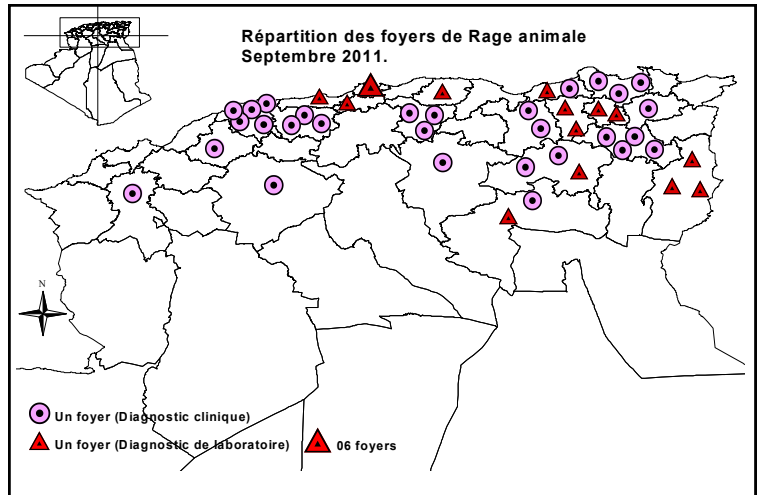 Répartition des foyers de Rage animale
Septembre 2011.
N
Un foyer (Diagnostic clinique)
Un foyer (Diagnostic de laboratoire)
06 foyers